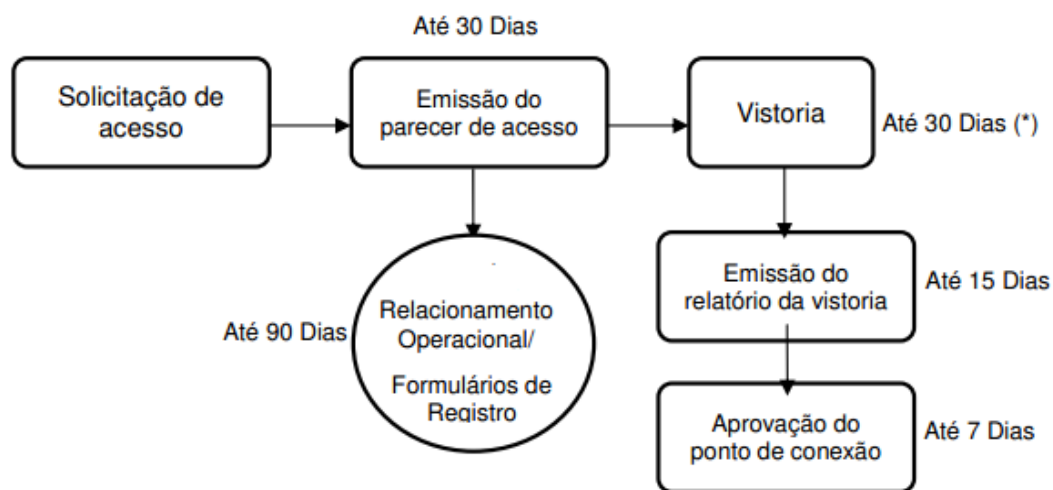 Até 30 Dias
Solicitação de
acesso
Emissão do
parecer de acesso
Vistoria
Até 30 Dias (*)
Relacionamento
Operacional/
Formulários de
Registro
Até 90 Dias
Emissão do
relatório da vistoria
Até 15 Dias
Aprovação do
ponto de conexão
Até 7 Dias